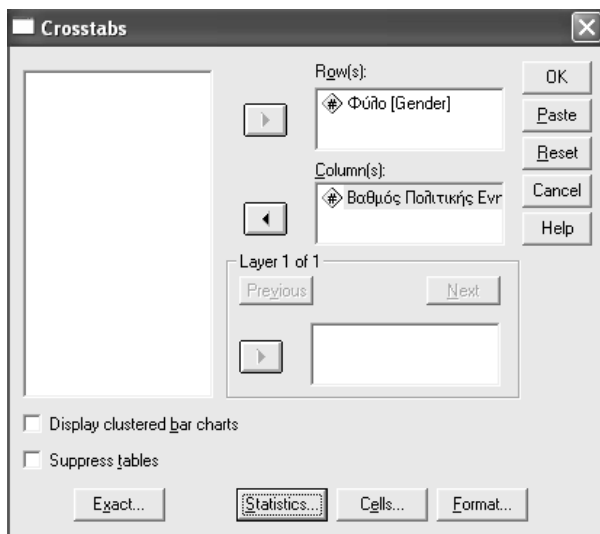 Crosstabs
Row(s):
Φύλο [Gender]
Column(s):
Βαθμός Πολιτικής Ενη
OK
Paste
Reset
Cancel
Help
Layer 1 of 1
Previous
Next
Display clustered bar charts
Suppress tables
Exact...
Statistics...
Cells...
Format...